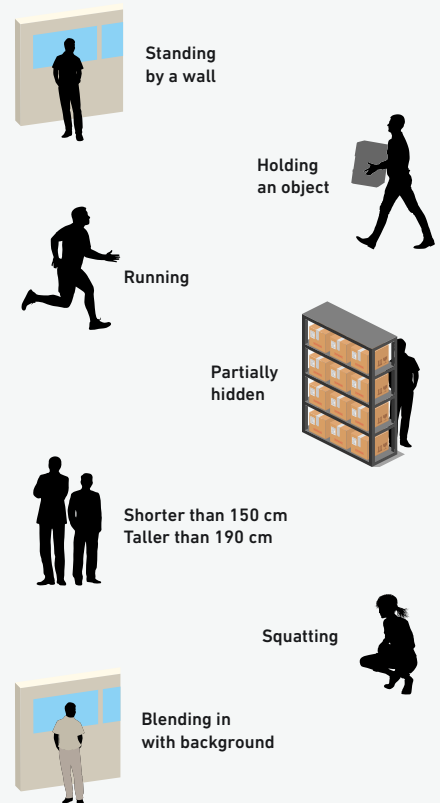 Standing
by a wall
Holding
an object
Running
Partially
hidden
Shorter than 150 cm
Taller than 190 cm
Squatting
Blending in
with background